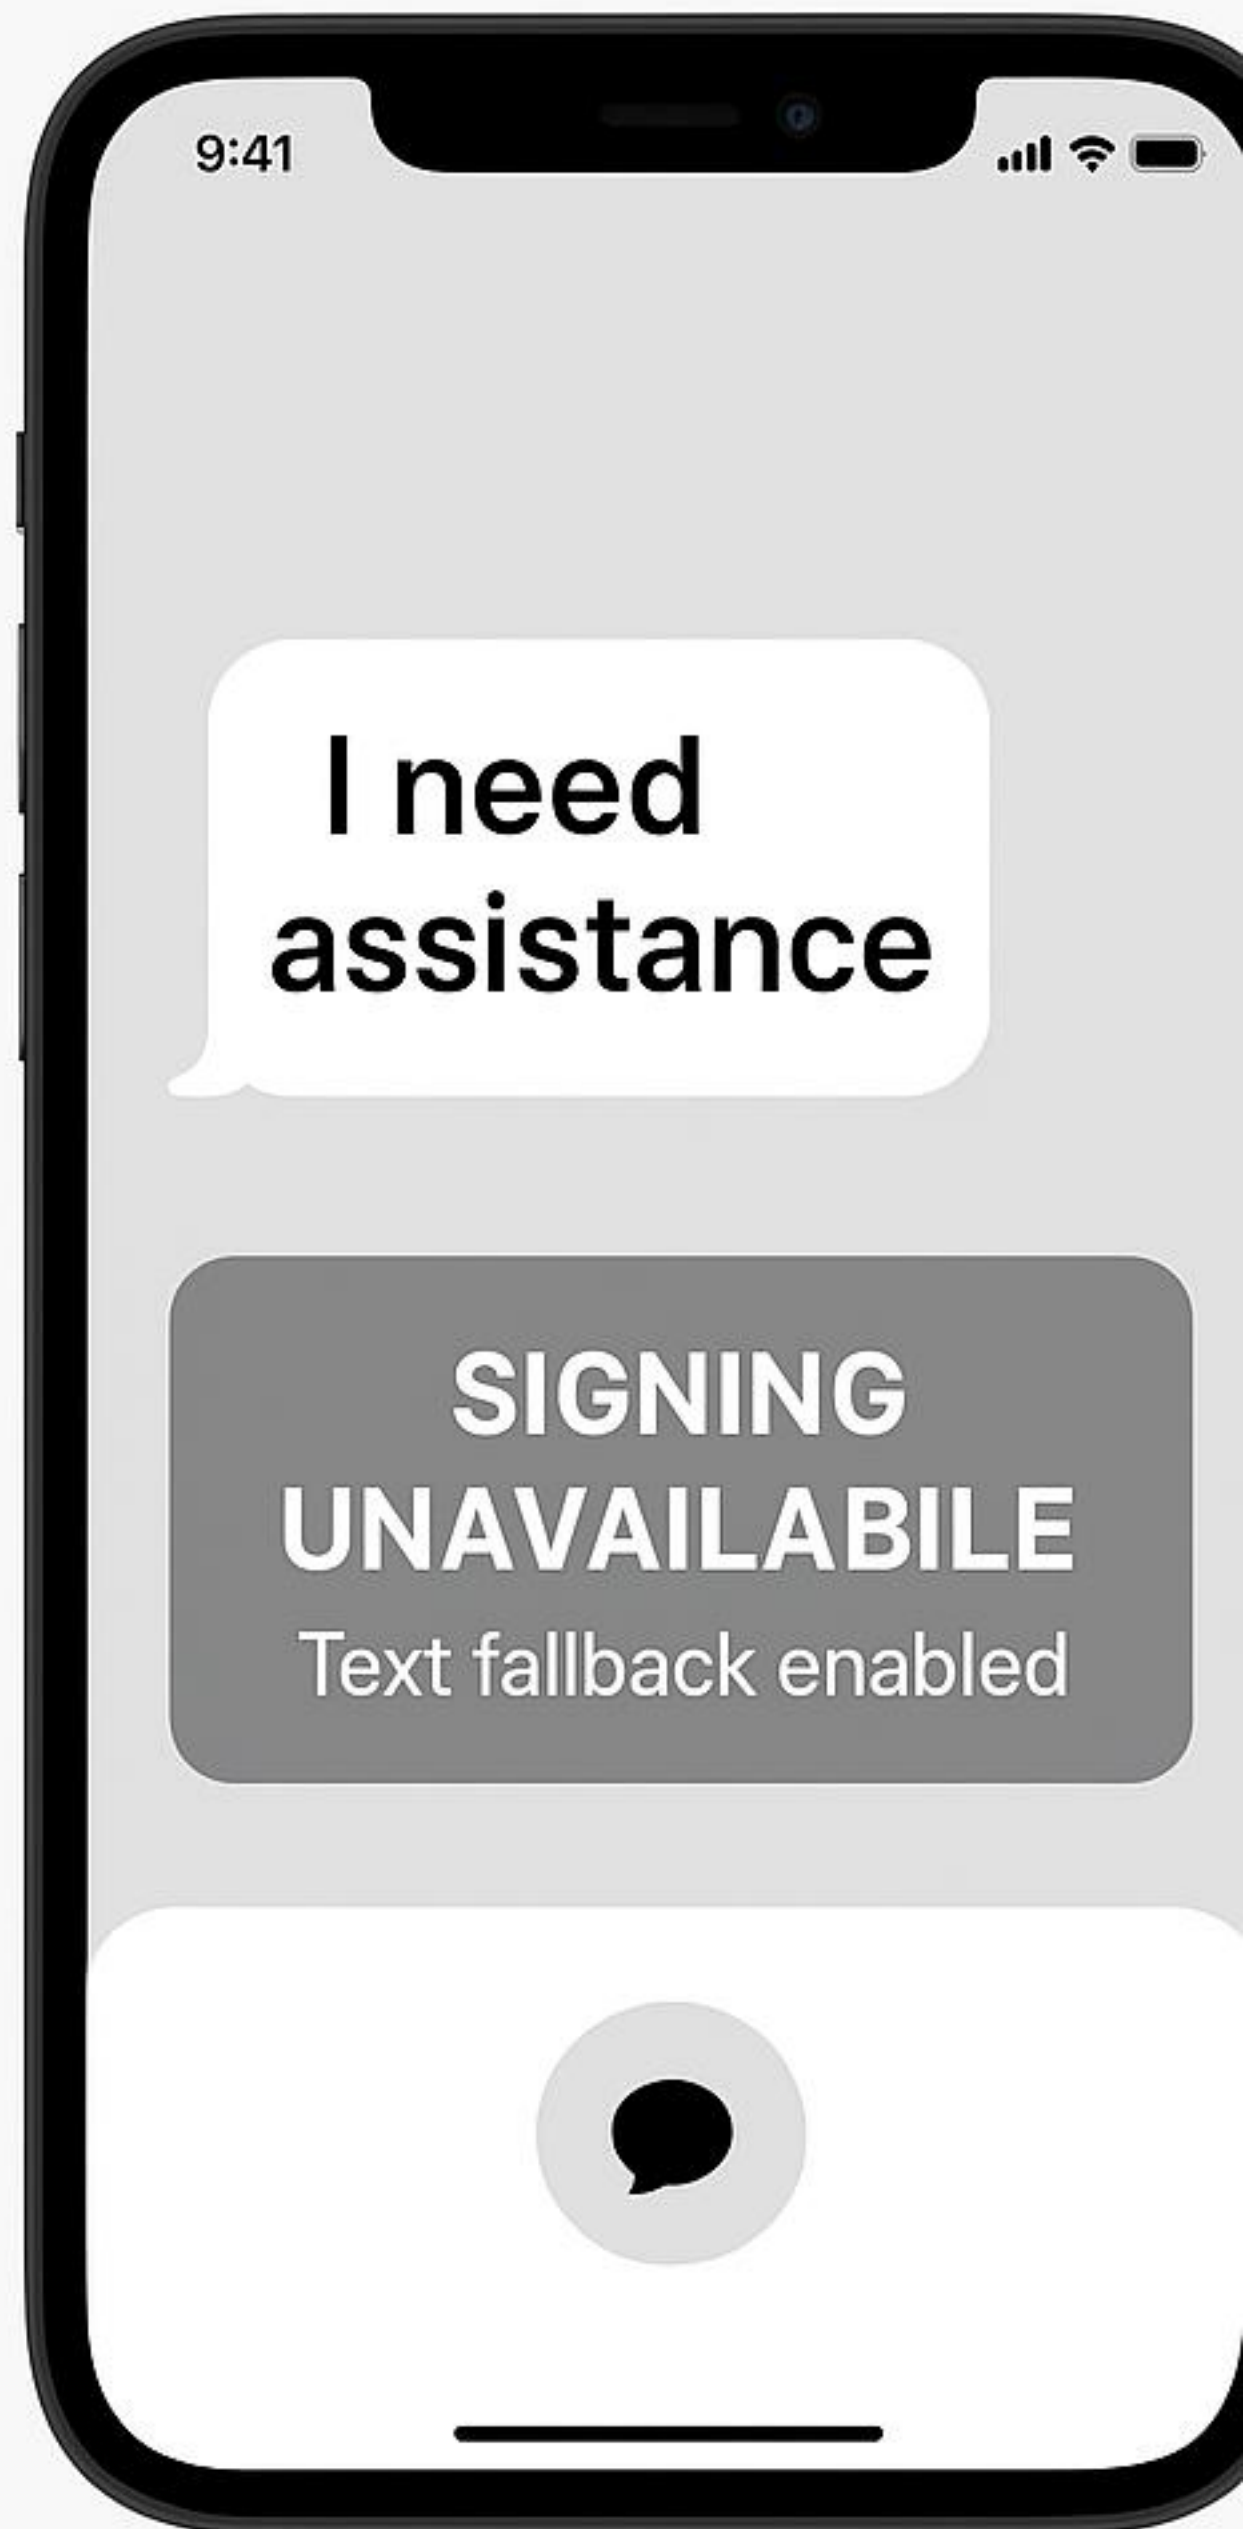 9:41
I need
assistance
SIGNING
UNAVAILABILE
Text fallback enabled